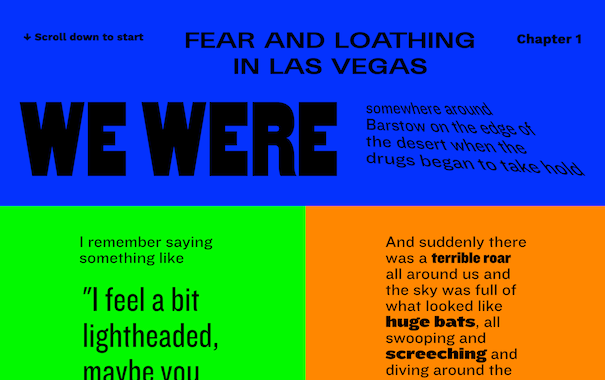 ↓ Scroll down to start
FEAR AND LOATHING
IN LAS VEGAS
Chapter 1
WE WERE
somewhere around
Barstow on the edge of
the desert when the
drugs began to take hold
I remember saying
something like
"I feel a bit
lightheaded,
maybe you
And suddenly there
was a terrible roar
all around us and
the sky was full of
what looked like
huge bats, all
swooping and
screeching and
diving around the